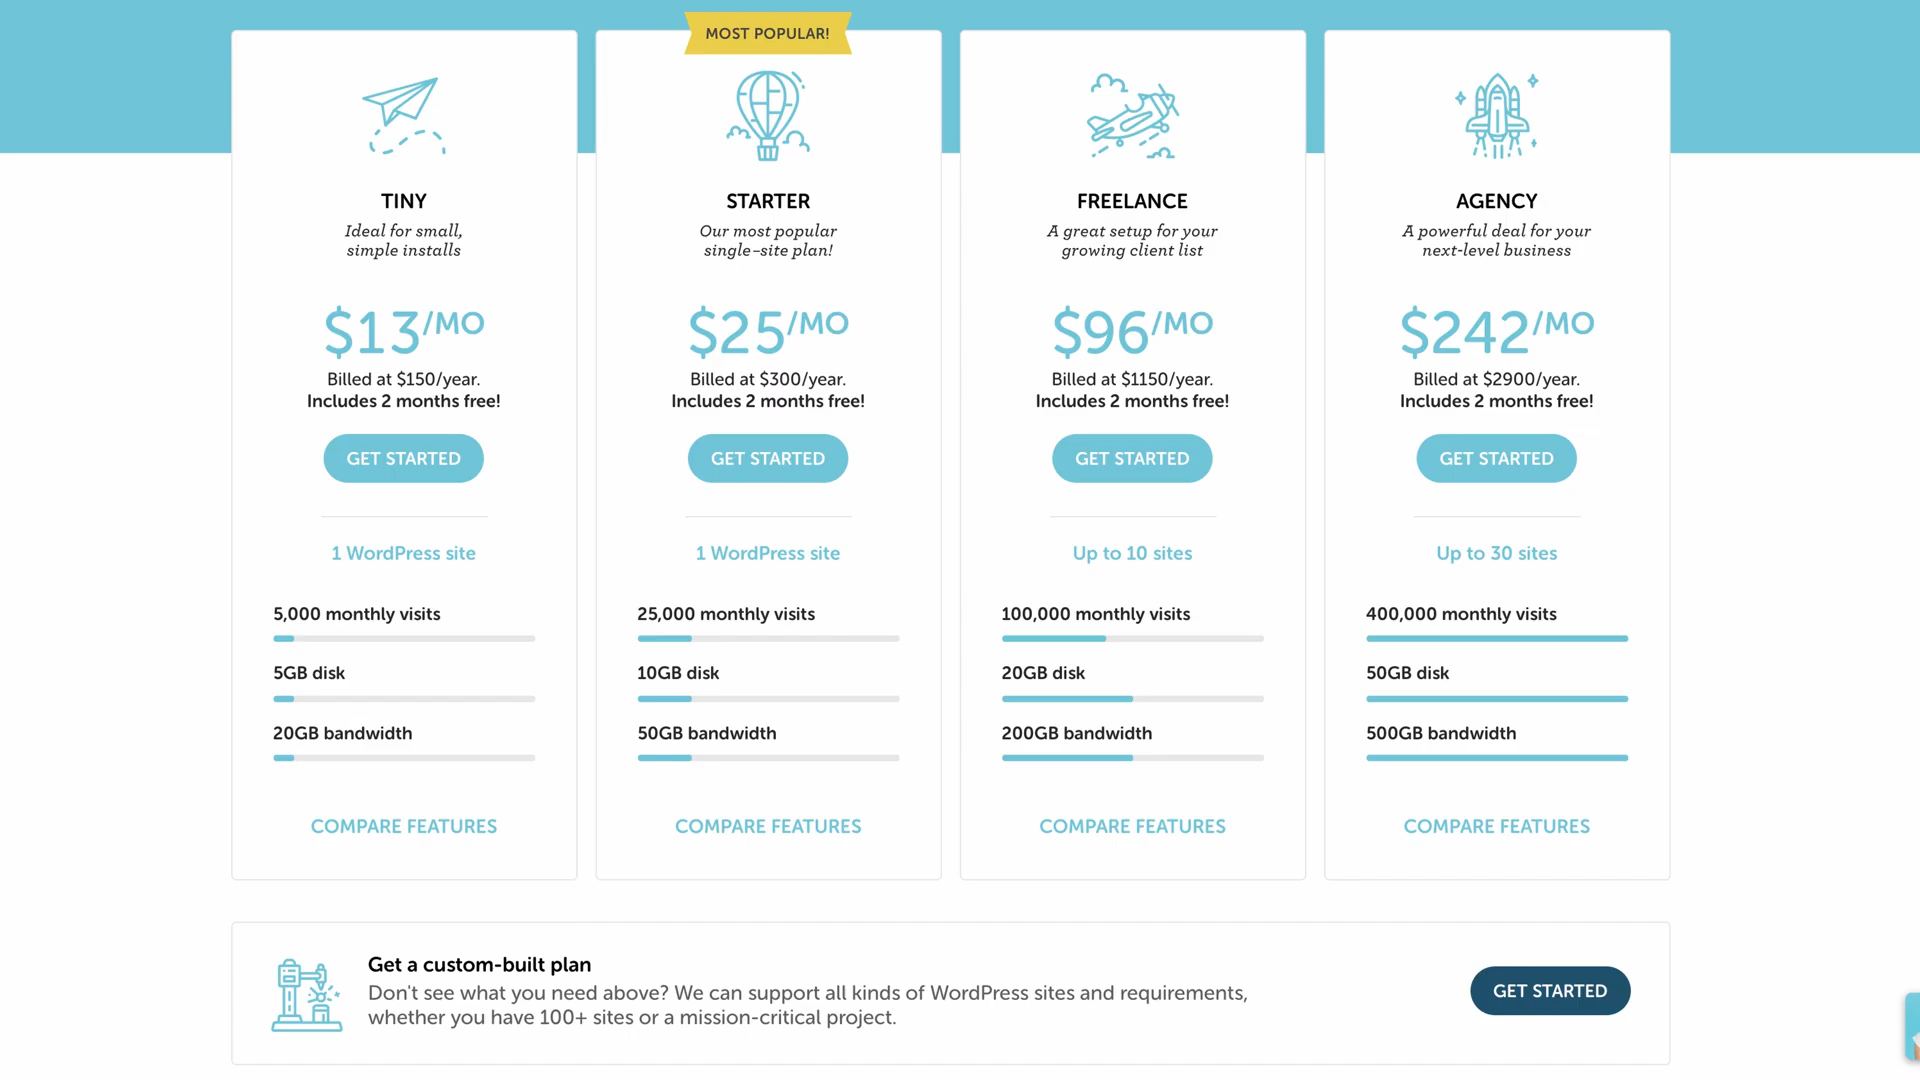 MOST POPULAR!
TINY
Ideal for small,
simple installs
$13/MO
Billed at $150/year.
Includes 2 months free!
GET STARTED
1 WordPress site
5,000 monthly visits
5GB disk
20GB bandwidth
COMPARE FEATURES
STARTER
Our most popular
single-site plan!
$25/MO
Billed at $300/year.
Includes 2 months free!
GET STARTED
1 WordPress site
25,000 monthly visits
10GB disk
50GB bandwidth
COMPARE FEATURES
FREELANCE
A great setup for your
growing client list
$96/MO
Billed at $1150/year.
Includes 2 months free!
GET STARTED
Up to 10 sites
100,000 monthly visits
20GB disk
200GB bandwidth
COMPARE FEATURES
AGENCY
A powerful deal for your
next-level business
$242/MO
Billed at $2900/year.
Includes 2 months free!
GET STARTED
Up to 30 sites
400,000 monthly visits
50GB disk
500GB bandwidth
COMPARE FEATURES
Get a custom-built plan
Don't see what you need above? We can support all kinds of WordPress sites and requirements,
whether you have 100+ sites or a mission-critical project.
GET STARTED